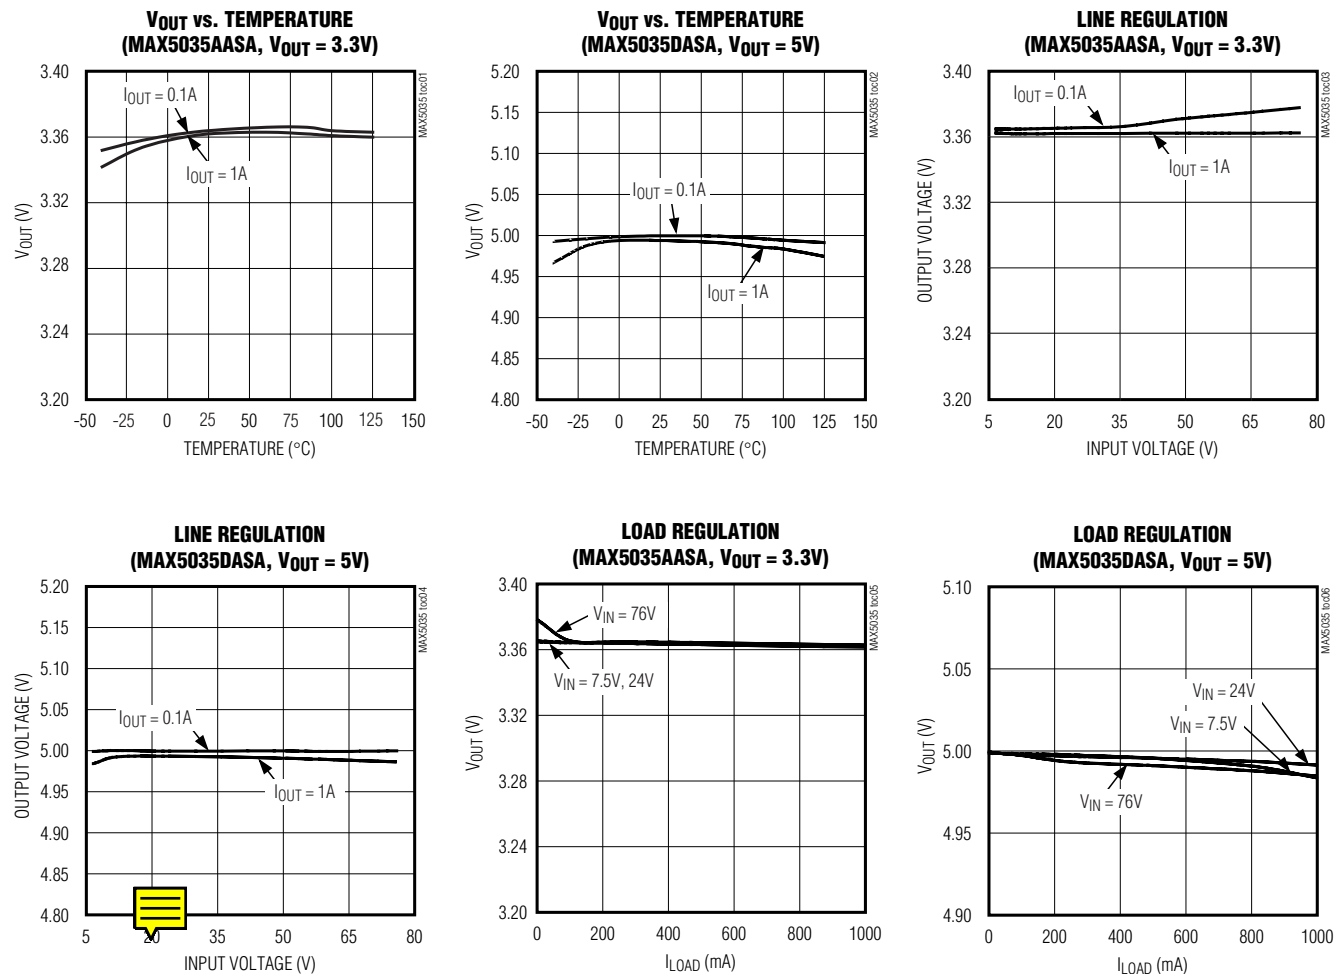 VOUT vs. TEMPERATURE
(MAX5035AASA, VOUT = 3.3V)
3.40
3.36
3.32
3.28
3.24
3.20
VOUT (V)
IOUT = 0.1A
IOUT = 1A
MAX5035 toc01
-50 -25 0 25 50 75 100 125 150
TEMPERATURE (°C)
VOUT vs. TEMPERATURE
(MAX5035DASA, VOUT = 5V)
5.20
5.15
5.10
5.05
5.00
4.95
4.90
4.85
4.80
VOUT (V)
IOUT = 0.1A
IOUT = 1A
MAX5035 toc02
-50 -25 0 25 50 75 100 125 150
TEMPERATURE (°C)
LINE REGULATION
(MAX5035AASA, VOUT = 3.3V)
3.40
3.36
3.32
3.28
3.24
3.20
OUTPUT VOLTAGE (V)
IOUT = 0.1A
IOUT = 1A
MAX5035 toc03
5 20 35 50 65 80
INPUT VOLTAGE (V)
LINE REGULATION
(MAX5035DASA, VOUT = 5V)
5.20
5.15
5.10
5.05
5.00
4.95
4.90
4.85
4.80
OUTPUT VOLTAGE (V)
IOUT = 0.1A
IOUT = 1A
MAX5035 toc04
5 35 50 65 80
INPUT VOLTAGE (V)
LOAD REGULATION
(MAX5035AASA, VOUT = 3.3V)
3.40
3.36
3.32
3.28
3.24
3.20
VOUT (V)
VIN = 76V
VIN = 7.5V, 24V
MAX5035 toc05
0 200 400 600 800 1000
ILOAD (mA)
LOAD REGULATION
(MAX5035DASA, VOUT = 5V)
5.10
5.05
5.00
4.95
4.90
VOUT (V)
VIN = 24V
VIN = 7.5V
VIN = 76V
MAX5035 toc06
0 200 400 600 800 1000
ILOAD (mA)